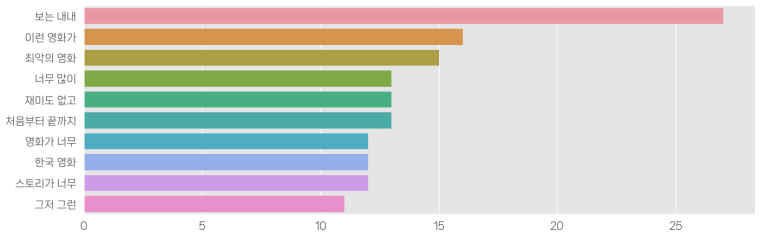 보는 내내
이런 영화가
최악의 영화
너무 많이
재미도 없고
처음부터 끝까지
영화가 너무
한국 영화
스토리가 너무
그저 그런
0 5 10 15 20 25